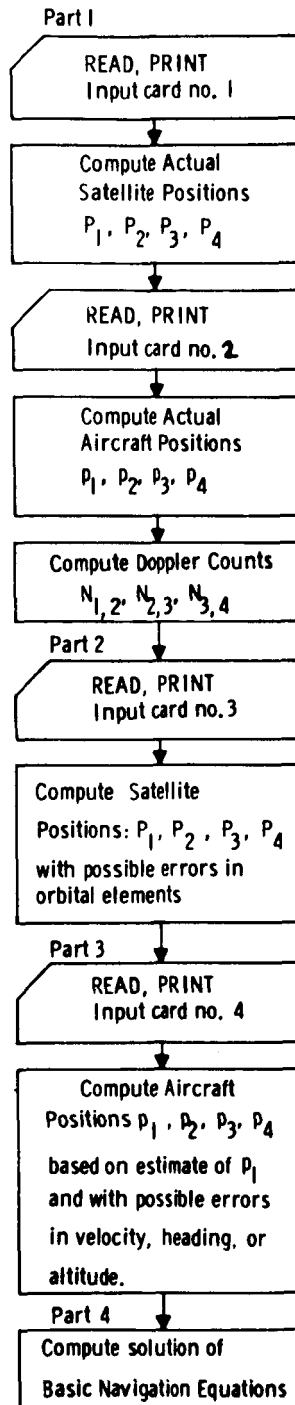 Part I
READ, PRINT
Input card no. 1
Compute Actual
Satellite Positions
P₁, P₂, P₃, P₄
READ, PRINT
Input card no. 2
Compute Actual
Aircraft Positions
p₁, p₂, p₃, p₄
Compute Doppler Counts
N₁,₂, N₂,₃, N₃,₄
Part 2
READ, PRINT
Input card no. 3
Compute Satellite
Positions: P₁, P₂, P₃, P₄
with possible errors in
orbital elements
Part 3
READ, PRINT
Input card no. 4
Compute Aircraft
Positions p₁, p₂, p₃, p₄
based on estimate of p₁
and with possible errors
in velocity, heading, or
altitude.
Part 4
Compute solution of
Basic Navigation Equations